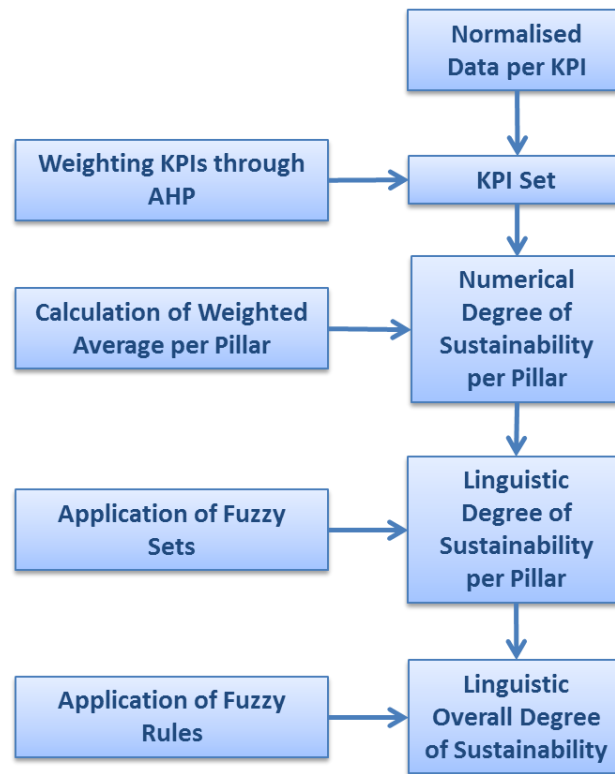 Normalised
Data per KPI
Weighting KPIs through
AHP
KPI Set
Calculation of Weighted
Average per Pillar
Numerical
Degree of
Sustainability
per Pillar
Application of Fuzzy
Sets
Linguistic
Degree of
Sustainability
per Pillar
Application of Fuzzy
Rules
Linguistic
Overall Degree
of Sustainability